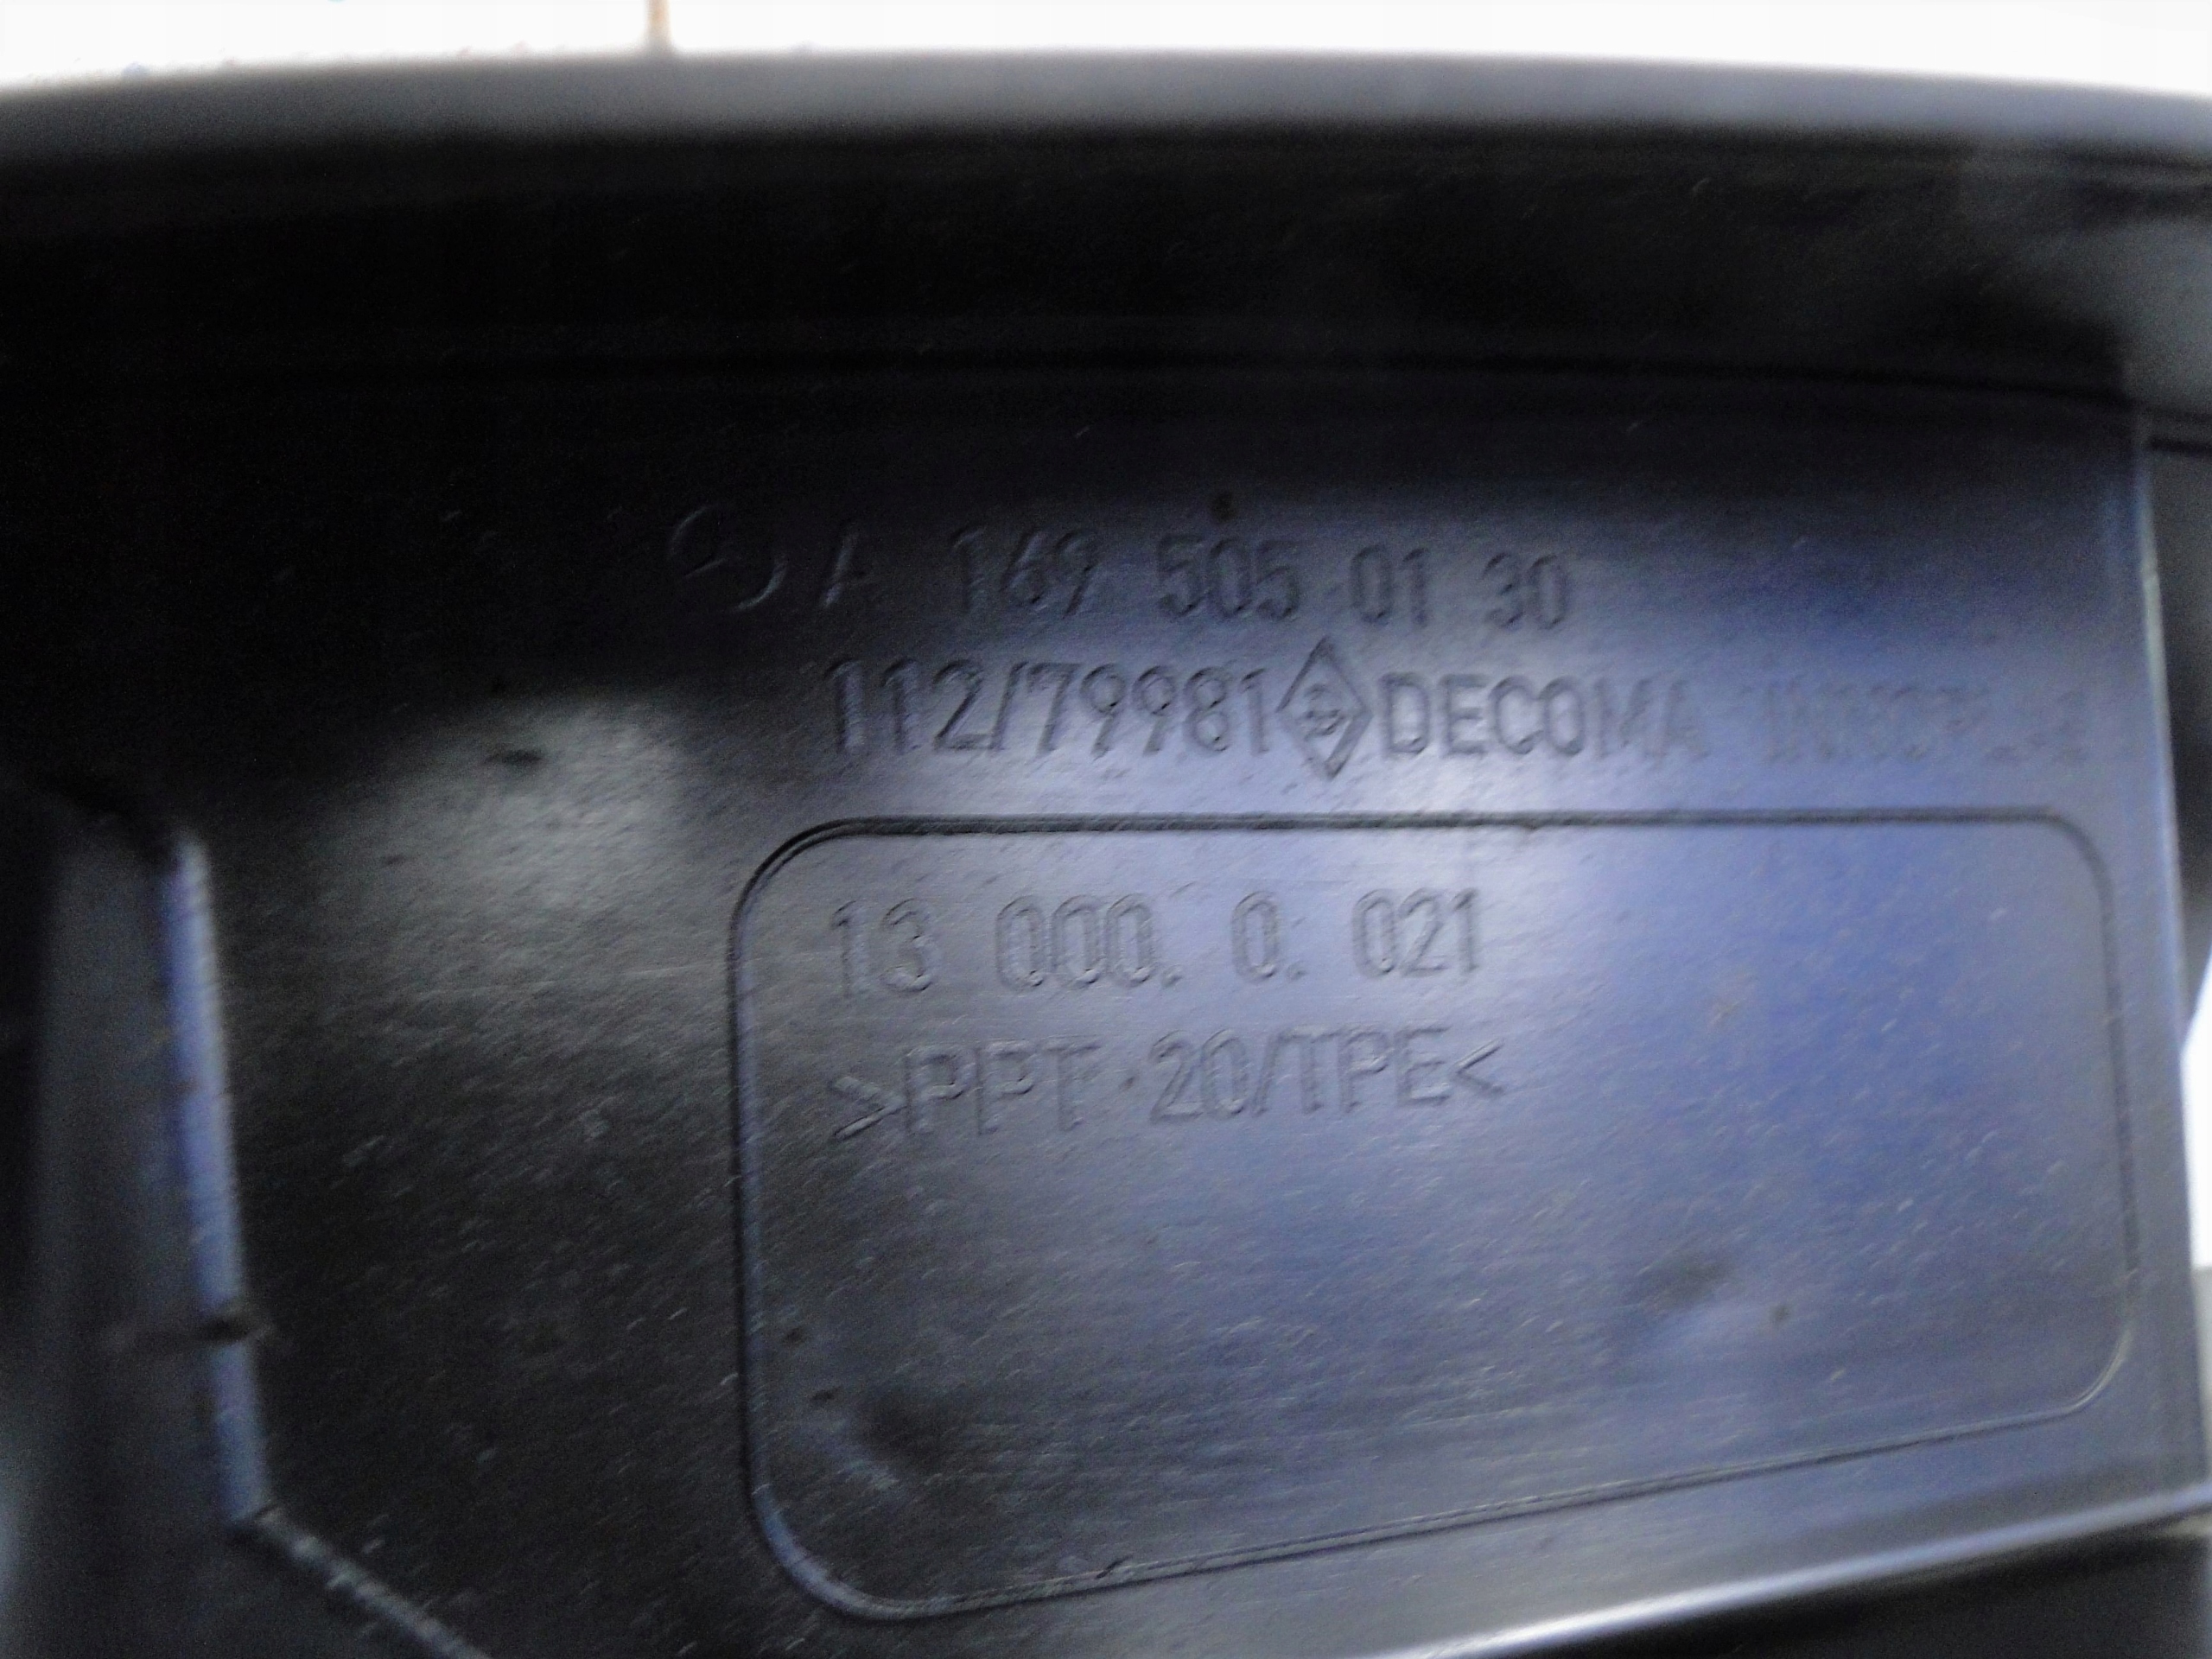 A 169 505 01 30
112/79981 DECOMA
13 000. 0. 021
>PPT 20/TPE<